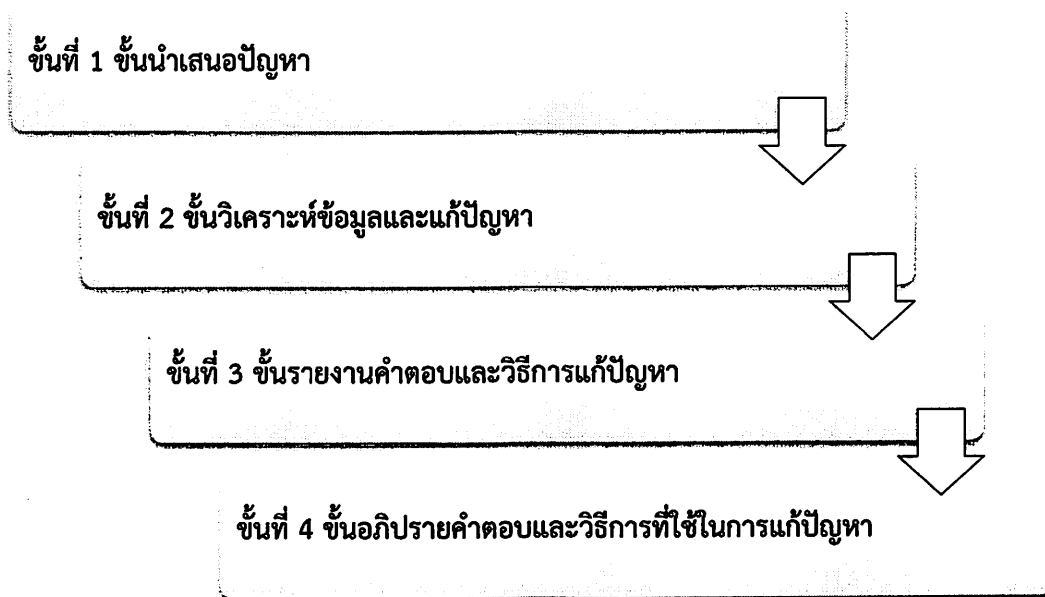 ขั้นที่ 1 ขั้นนำเสนอปัญหา
ขั้นที่ 2 ขั้นวิเคราะห์ข้อมูลและแก้ปัญหา
ขั้นที่ 3 ขั้นรายงานคำตอบและวิธีการแก้ปัญหา
ขั้นที่ 4 ขั้นอภิปรายคำตอบและวิธีการที่ใช้ในการแก้ปัญหา